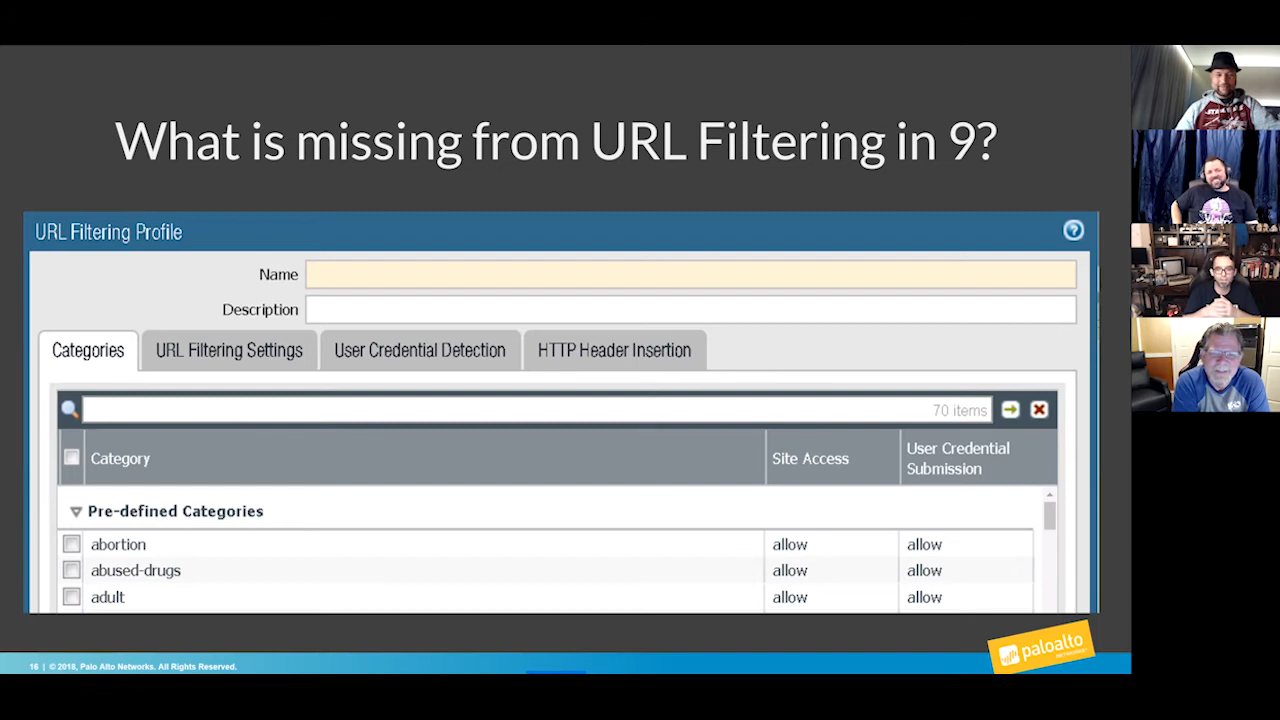 What is missing from URL Filtering in 9?
URL Filtering Profile
?
Name
Description
Categories
URL Filtering Settings
User Credential Detection
HTTP Header Insertion
70 items
Category
Site Access
User Credential
Submission
Pre-defined Categories
abortion allow allow
abused-drugs allow allow
adult allow allow
16 | © 2018, Palo Alto Networks. All Rights Reserved.
paloalto
NETWORKS